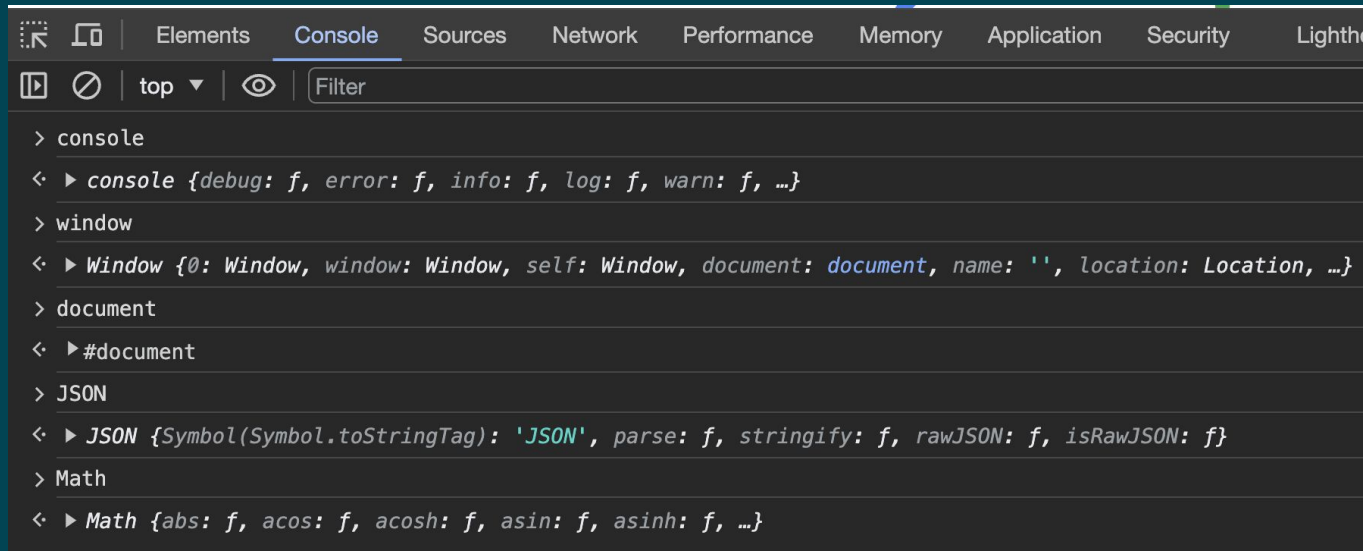 Elements Console Sources Network Performance Memory Application Security Lighth
top Filter
> console
console {debug: ƒ, error: ƒ, info: ƒ, log: ƒ, warn: ƒ, …}
> window
Window {0: Window, window: Window, self: Window, document: document, name: '', location: Location, …}
> document
#document
> JSON
JSON {Symbol(Symbol.toStringTag): 'JSON', parse: ƒ, stringify: ƒ, rawJSON: ƒ, isRawJSON: ƒ}
> Math
Math {abs: ƒ, acos: ƒ, acosh: ƒ, asin: ƒ, asinh: ƒ, …}